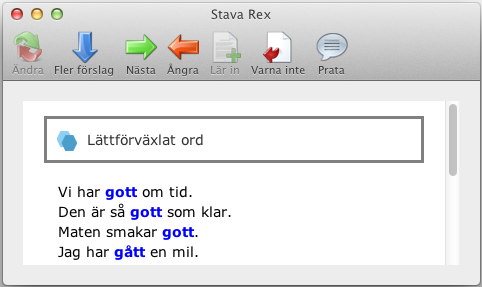 Stava Rex
Ändra Fler förslag Nästa Ångra Lär in Varna inte Prata
Lättförväxlat ord
Vi har gott om tid.
Den är så gott som klar.
Maten smakar gott.
Jag har gått en mil.